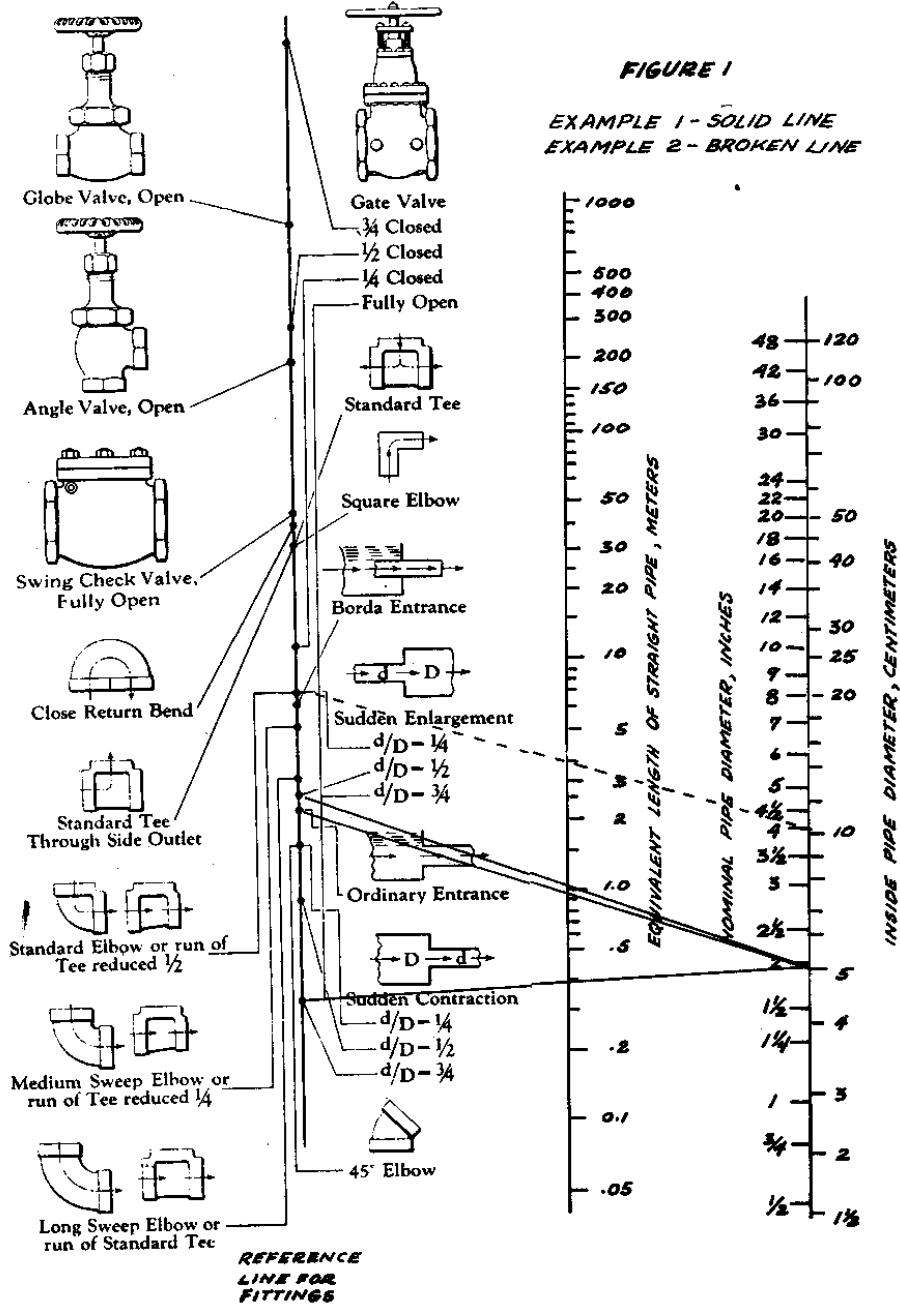 FIGURE 1
EXAMPLE 1 - SOLID LINE
EXAMPLE 2 - BROKEN LINE
Globe Valve, Open
Angle Valve, Open
Swing Check Valve,
Fully Open
Close Return Bend
Standard Tee
Through Side Outlet
Standard Elbow or run of
Tee reduced ½
Medium Sweep Elbow or
run of Tee reduced ¼
Long Sweep Elbow or
run of Standard Tee
REFERENCE
LINE FOR
FITTINGS
Gate Valve
¾ Closed
½ Closed
¼ Closed
Fully Open
Standard Tee
Square Elbow
Borda Entrance
d D
Sudden Enlargement
d/D – ¼
d/D – ½
d/D – ¾
Ordinary Entrance
D d
Sudden Contraction
d/D – ¼
d/D – ½
d/D – ¾
45° Elbow
1000
500
400
300
200
150
100
50
30
20
10
5
3
2
1.0
.5
.2
0.1
.05
EQUIVALENT LENGTH OF STRAIGHT PIPE, METERS
NOMINAL PIPE DIAMETER, INCHES
48
42
36
30
24
22
20
18
16
14
12
10
9
8
7
6
5
4½
4
3½
3
2½
2
1½
1¼
1
¾
½
120
100
50
40
30
25
20
10
5
4
3
2
1½
INSIDE PIPE DIAMETER, CENTIMETERS